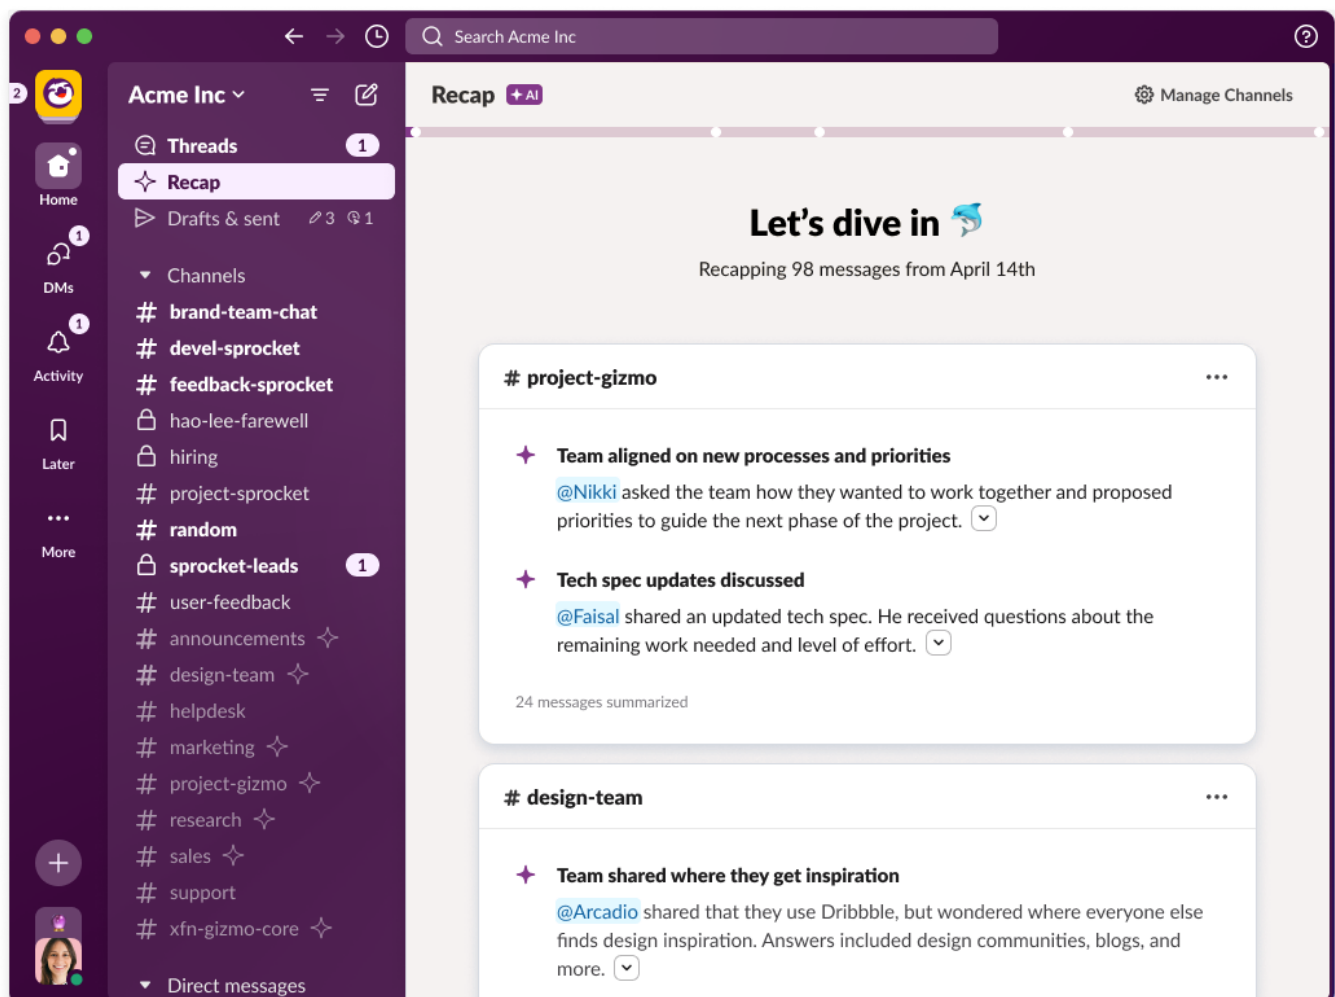 Search Acme Inc
2
Home
1
DMs
1
Activity
Later
More
Acme Inc
Threads 1
Recap
Drafts & sent 3 1
Channels
# brand-team-chat
# devel-sprocket
# feedback-sprocket
hao-lee-farewell
hiring
# project-sprocket
# random
sprocket-leads 1
# user-feedback
# announcements
# design-team
# helpdesk
# marketing
# project-gizmo
# research
# sales
# support
# xfn-gizmo-core
Direct messages
Recap AI
Manage Channels
Let’s dive in
Recapping 98 messages from April 14th
# project-gizmo
Team aligned on new processes and priorities
@Nikki asked the team how they wanted to work together and proposed
priorities to guide the next phase of the project.
Tech spec updates discussed
@Faisal shared an updated tech spec. He received questions about the
remaining work needed and level of effort.
24 messages summarized
# design-team
Team shared where they get inspiration
@Arcadio shared that they use Dribbble, but wondered where everyone else
finds design inspiration. Answers included design communities, blogs, and
more.